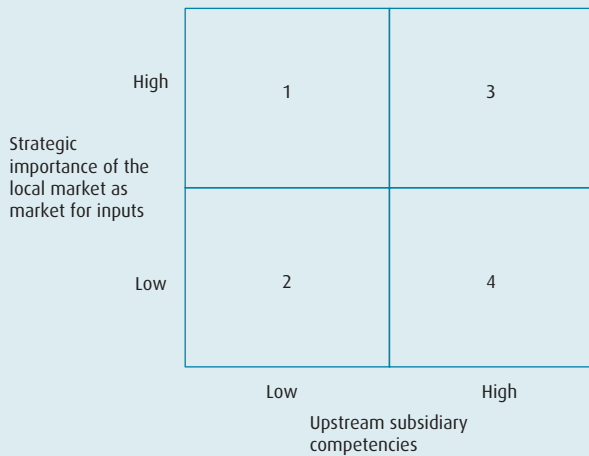 High
1
3
Strategic
importance of the
local market as
market for inputs
Low
2
4
Low
High
Upstream subsidiary
competencies